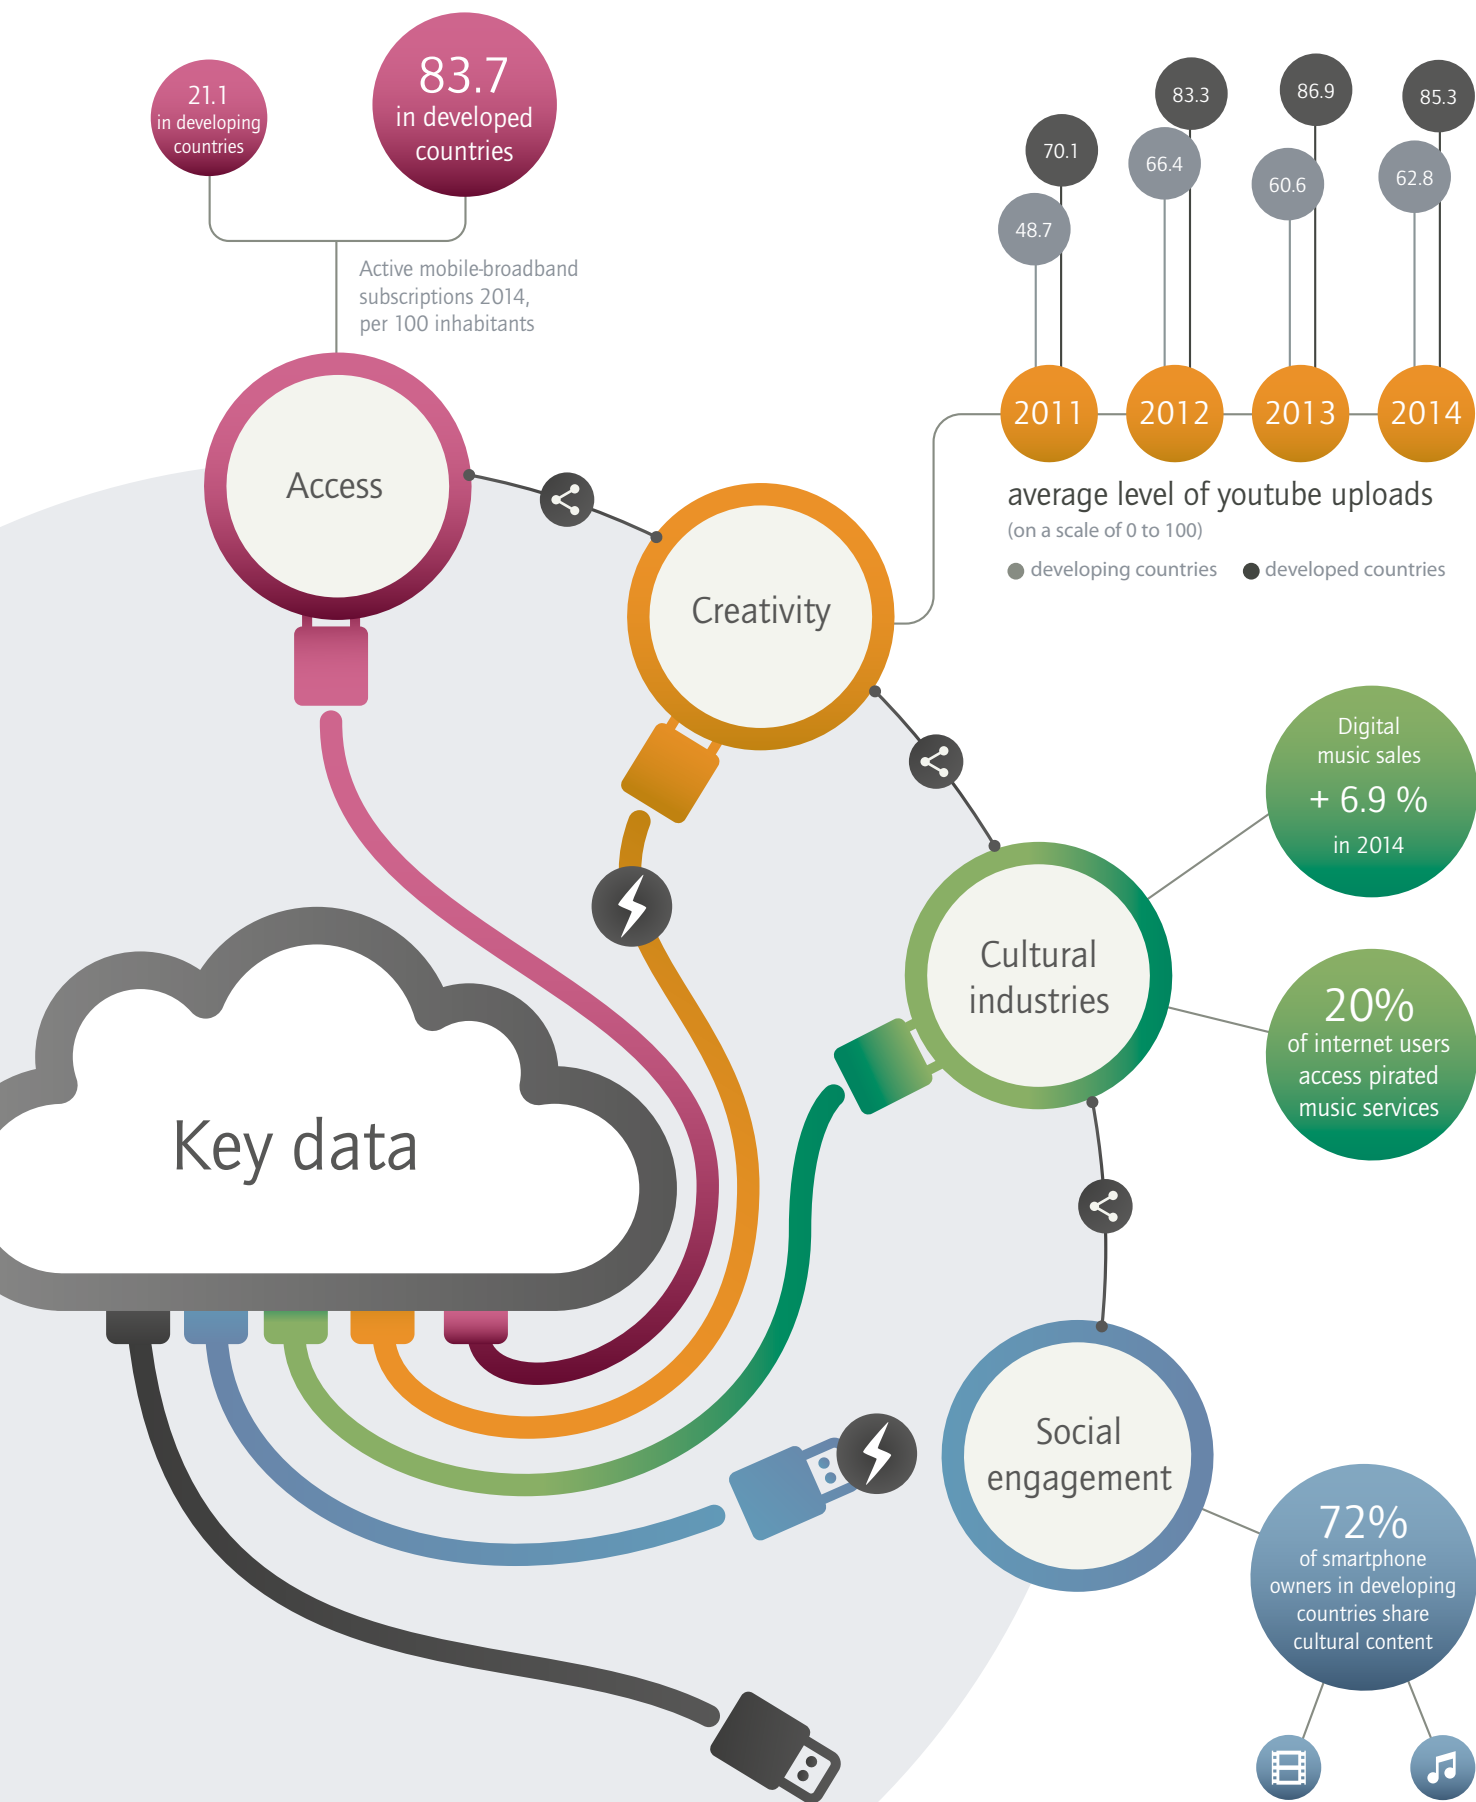 21.1
in developing
countries
83.7
in developed
countries
Active mobile-broadband
subscriptions 2014,
per 100 inhabitants
Access
70.1
48.7
83.3
66.4
86.9
60.6
85.3
62.8
2011
2012
2013
2014
average level of youtube uploads
(on a scale of 0 to 100)
developing countries
developed countries
Creativity
Digital
music sales
+ 6.9 %
in 2014
Cultural
industries
20%
of internet users
access pirated
music services
Key data
Social
engagement
72%
of smartphone
owners in developing
countries share
cultural content